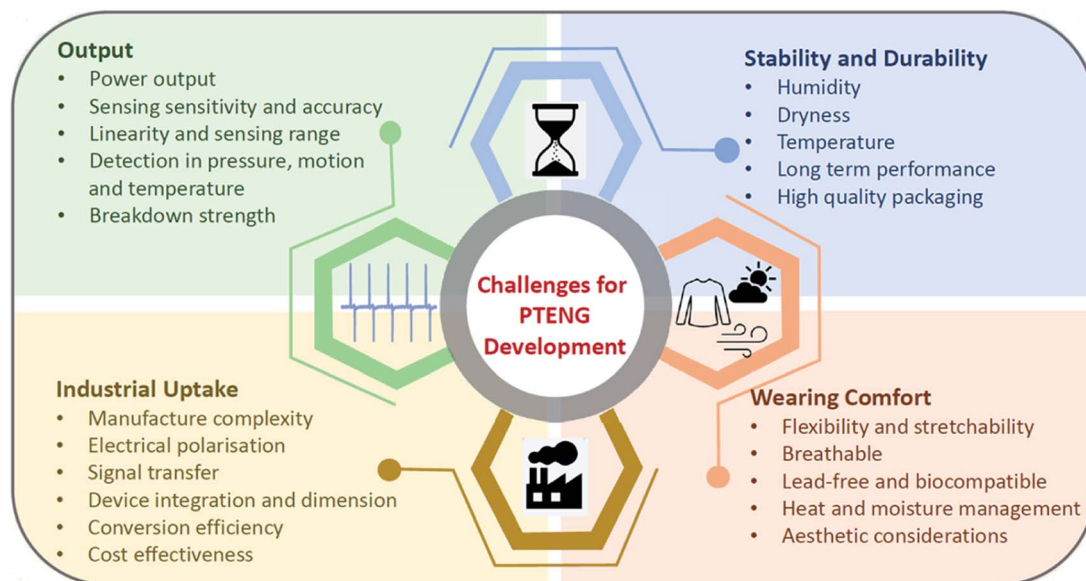 Output
• Power output
• Sensing sensitivity and accuracy
• Linearity and sensing range
• Detection in pressure, motion
and temperature
• Breakdown strength
Stability and Durability
• Humidity
• Dryness
• Temperature
• Long term performance
• High quality packaging
Challenges for
PTENG
Development
Industrial Uptake
• Manufacture complexity
• Electrical polarisation
• Signal transfer
• Device integration and dimension
• Conversion efficiency
• Cost effectiveness
Wearing Comfort
• Flexibility and stretchability
• Breathable
• Lead-free and biocompatible
• Heat and moisture management
• Aesthetic considerations